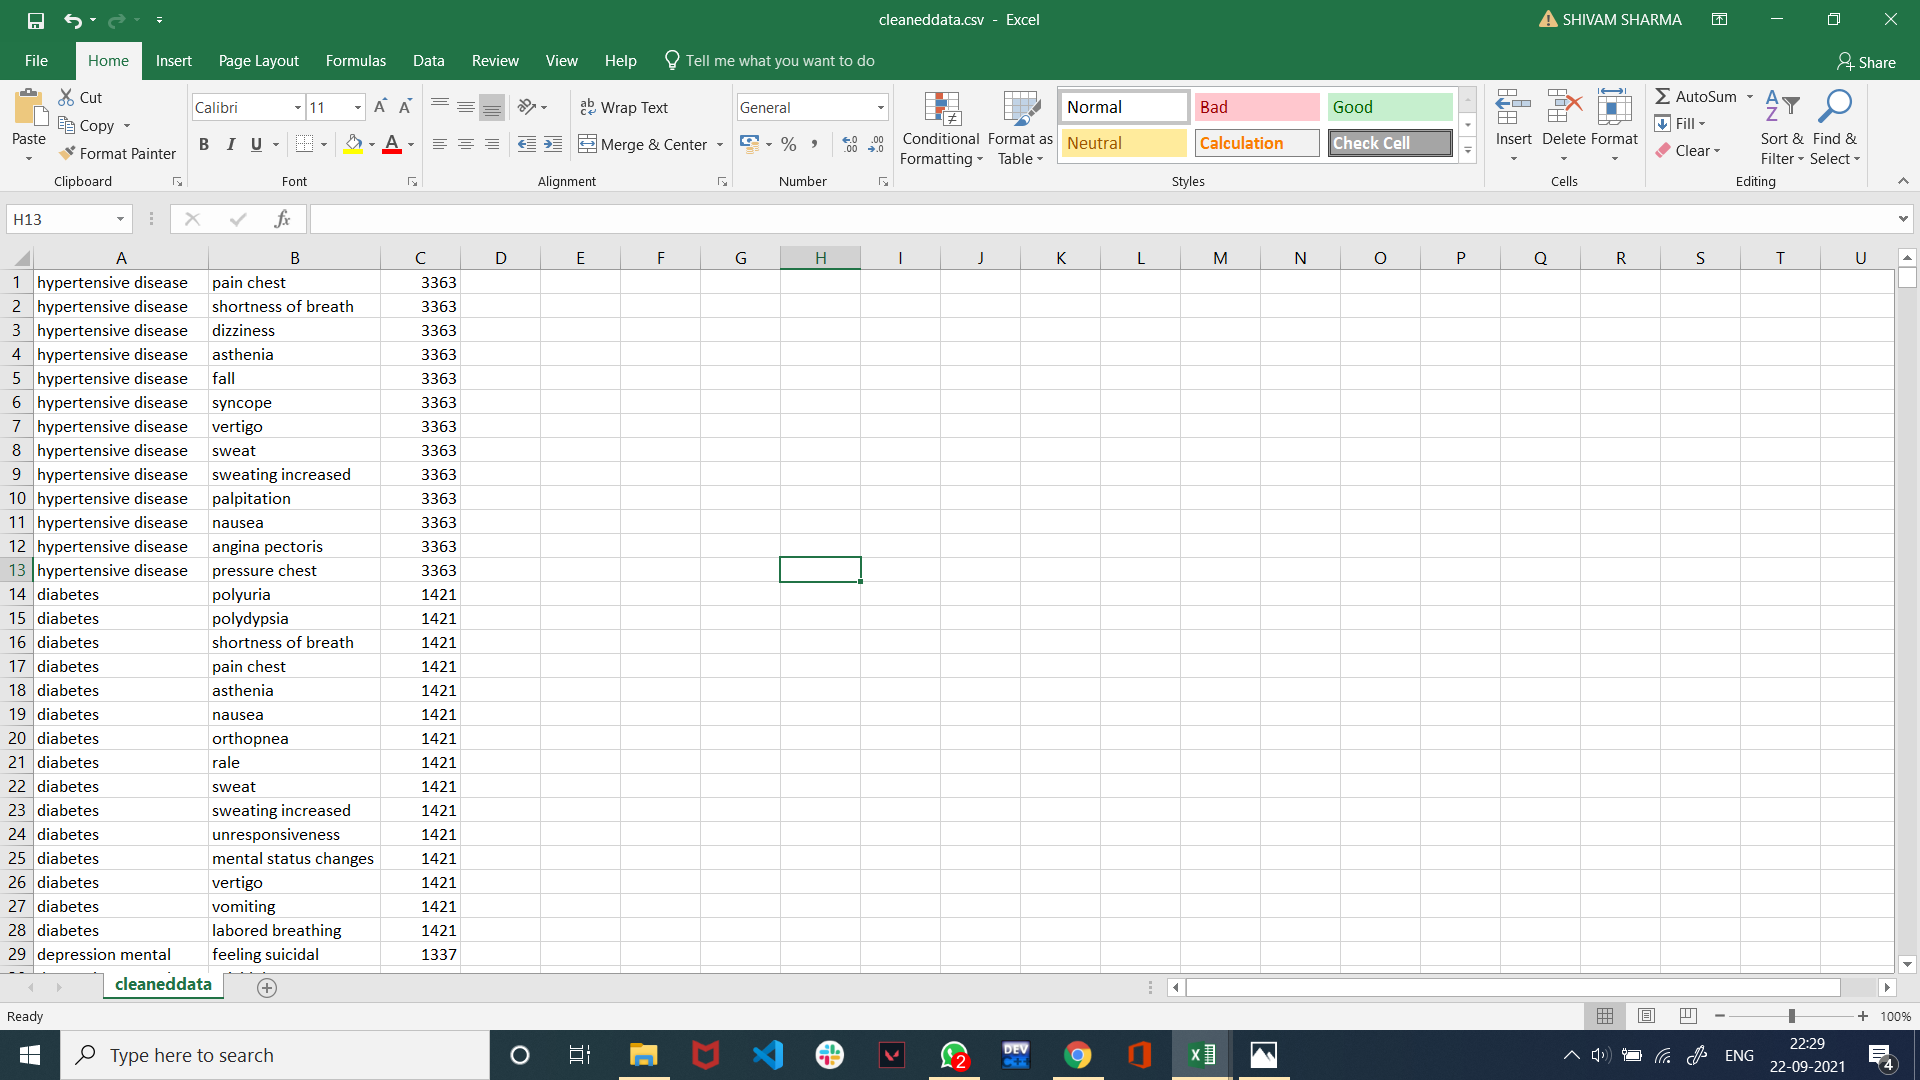 cleaneddata.csv - Excel
SHIVAM SHARMA
File Home Insert Page Layout Formulas Data Review View Help Tell me what you want to do Share
Paste
Cut
Copy
Format Painter
Clipboard
Calibri 11
B I U
Font
Wrap Text
Merge & Center
Alignment
General
Number
Conditional Formatting
Format as Table
Normal Bad Good
Neutral Calculation Check Cell
Styles
Insert Delete Format
Cells
AutoSum
Fill
Clear
Sort & Filter
Find & Select
Editing
H13 fx
A B C D E F G H I J K L M N O P Q R S T U
1 hypertensive disease pain chest 3363
2 hypertensive disease shortness of breath 3363
3 hypertensive disease dizziness 3363
4 hypertensive disease asthenia 3363
5 hypertensive disease fall 3363
6 hypertensive disease syncope 3363
7 hypertensive disease vertigo 3363
8 hypertensive disease sweat 3363
9 hypertensive disease sweating increased 3363
10 hypertensive disease palpitation 3363
11 hypertensive disease nausea 3363
12 hypertensive disease angina pectoris 3363
13 hypertensive disease pressure chest 3363
14 diabetes polyuria 1421
15 diabetes polydypsia 1421
16 diabetes shortness of breath 1421
17 diabetes pain chest 1421
18 diabetes asthenia 1421
19 diabetes nausea 1421
20 diabetes orthopnea 1421
21 diabetes rale 1421
22 diabetes sweat 1421
23 diabetes sweating increased 1421
24 diabetes unresponsiveness 1421
25 diabetes mental status changes 1421
26 diabetes vertigo 1421
27 diabetes vomiting 1421
28 diabetes labored breathing 1421
29 depression mental feeling suicidal 1337
cleaneddata
Ready
100%
Type here to search
DEV
2
ENG
22:29
22-09-2021
4